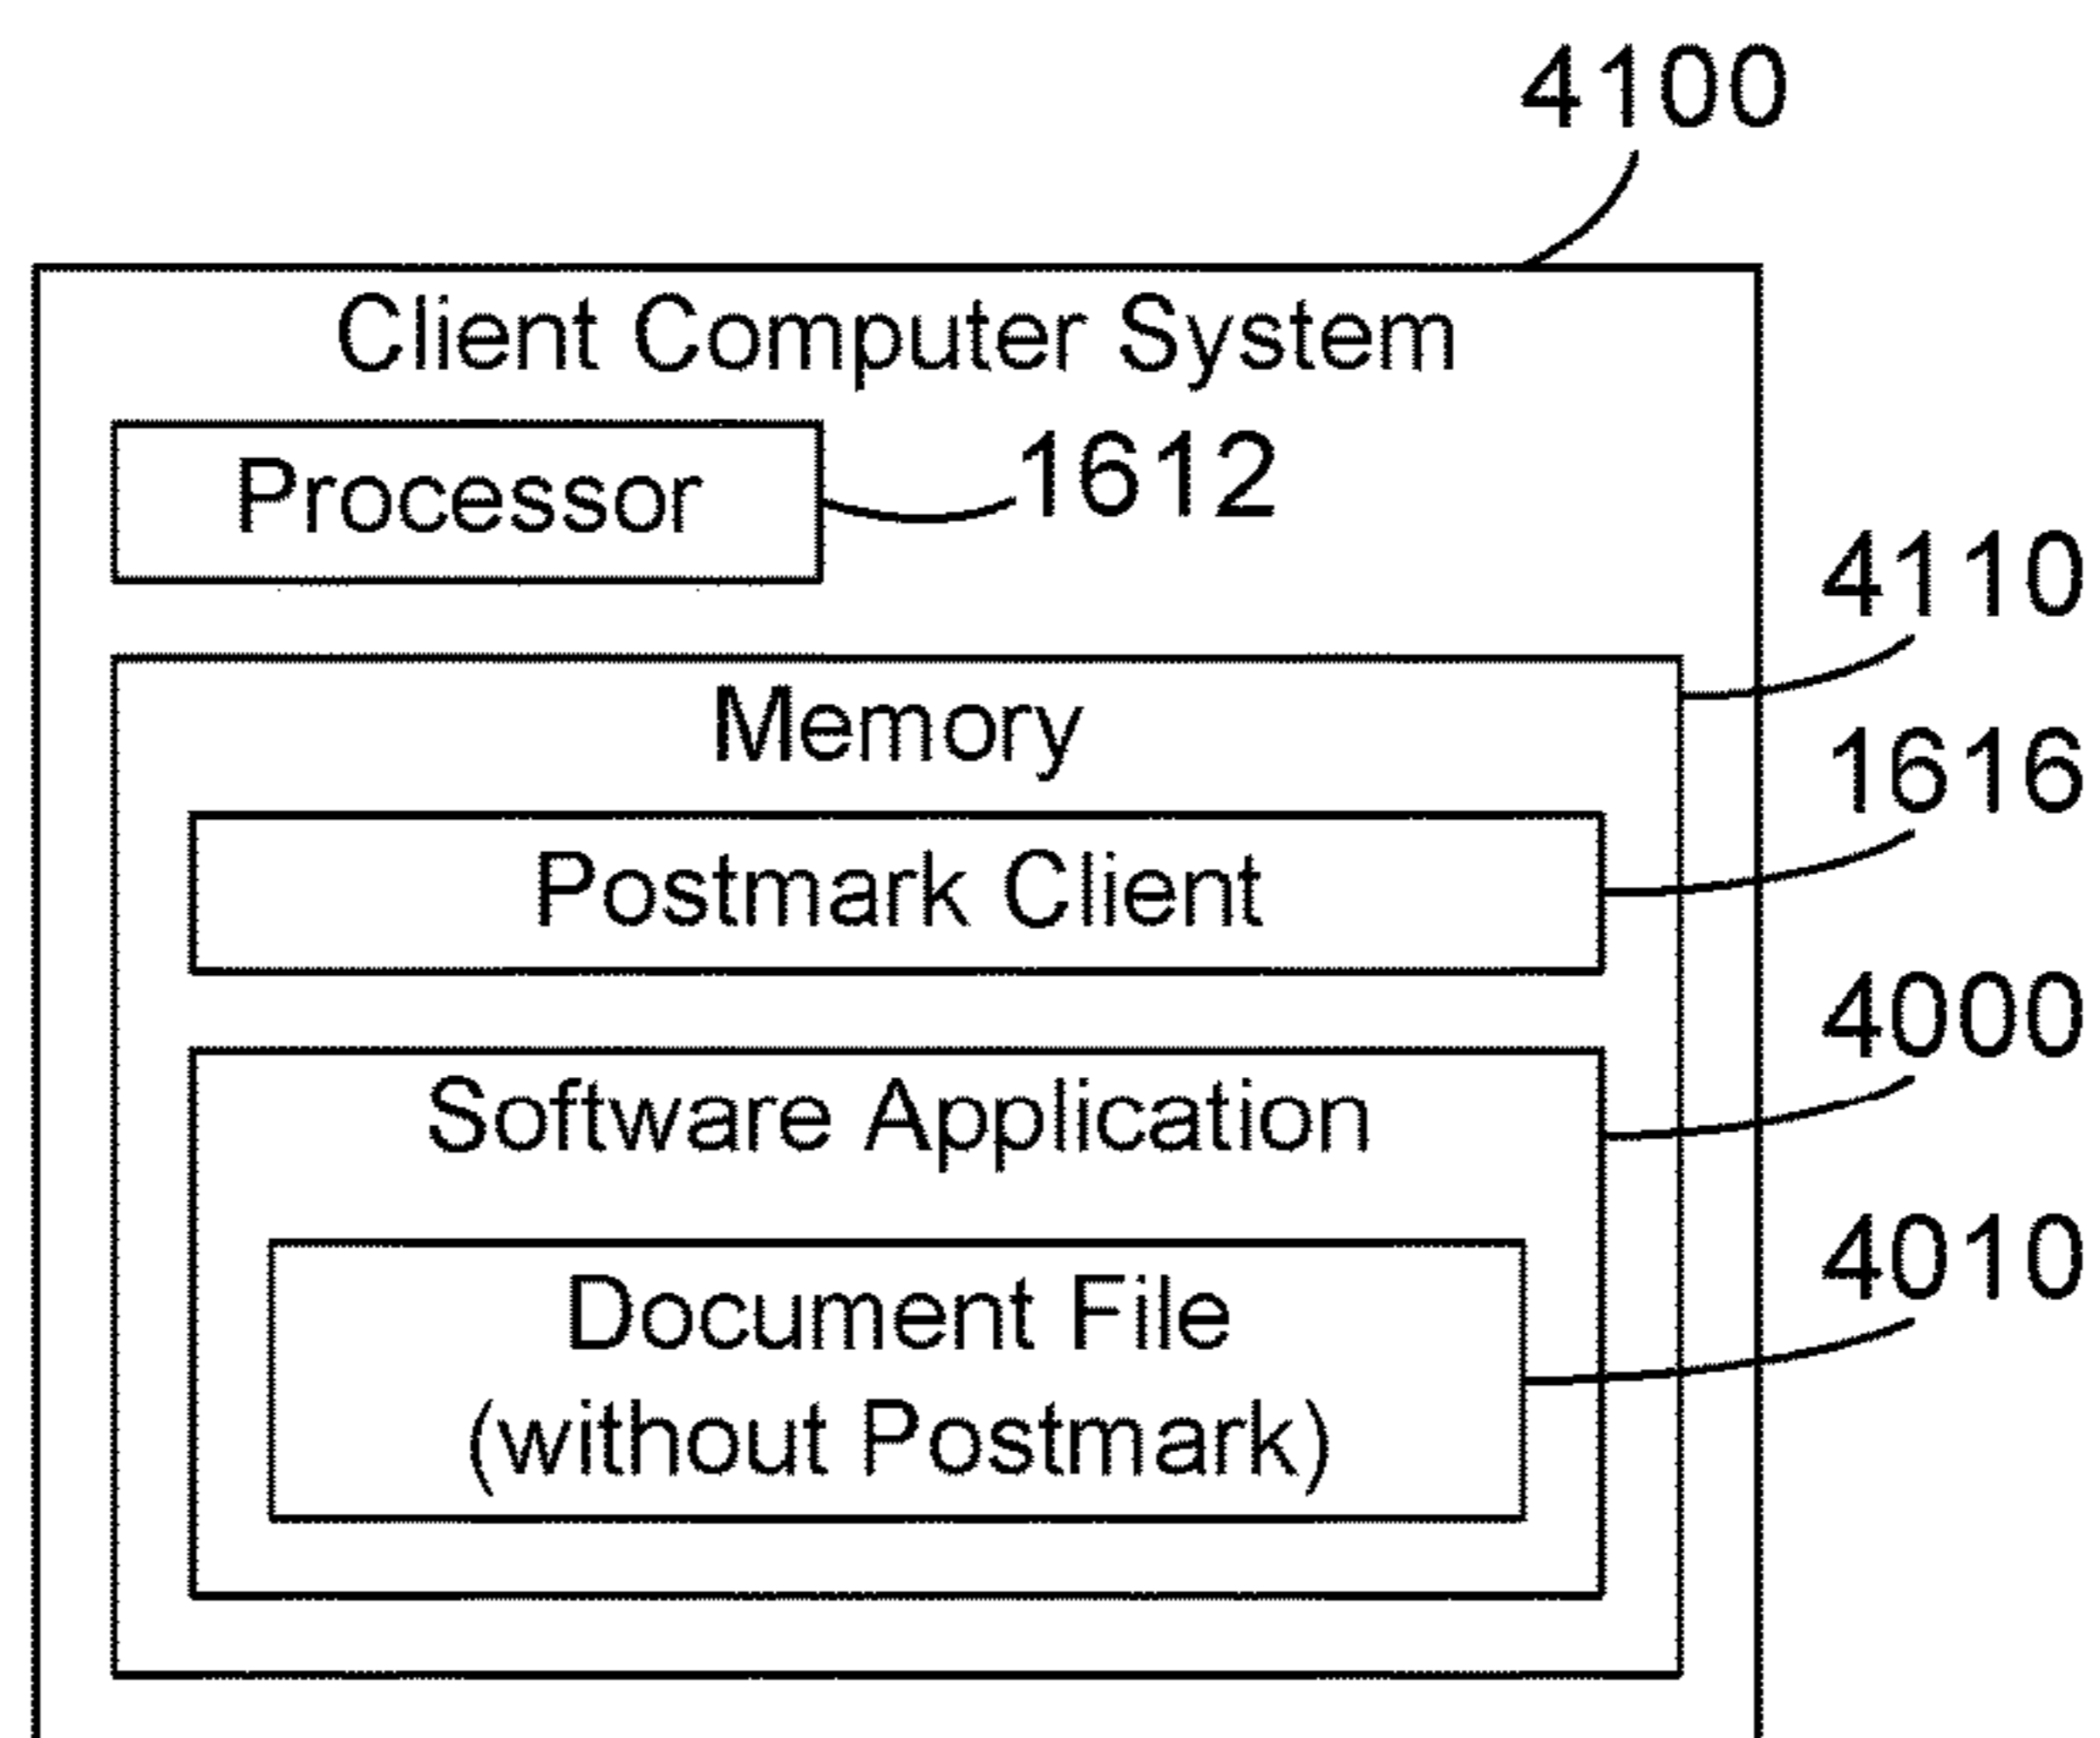 4100
Client Computer System
Processor
1612
4110
Memory
1616
Postmark Client
4000
Software Application
4010
Document File
(without Postmark)